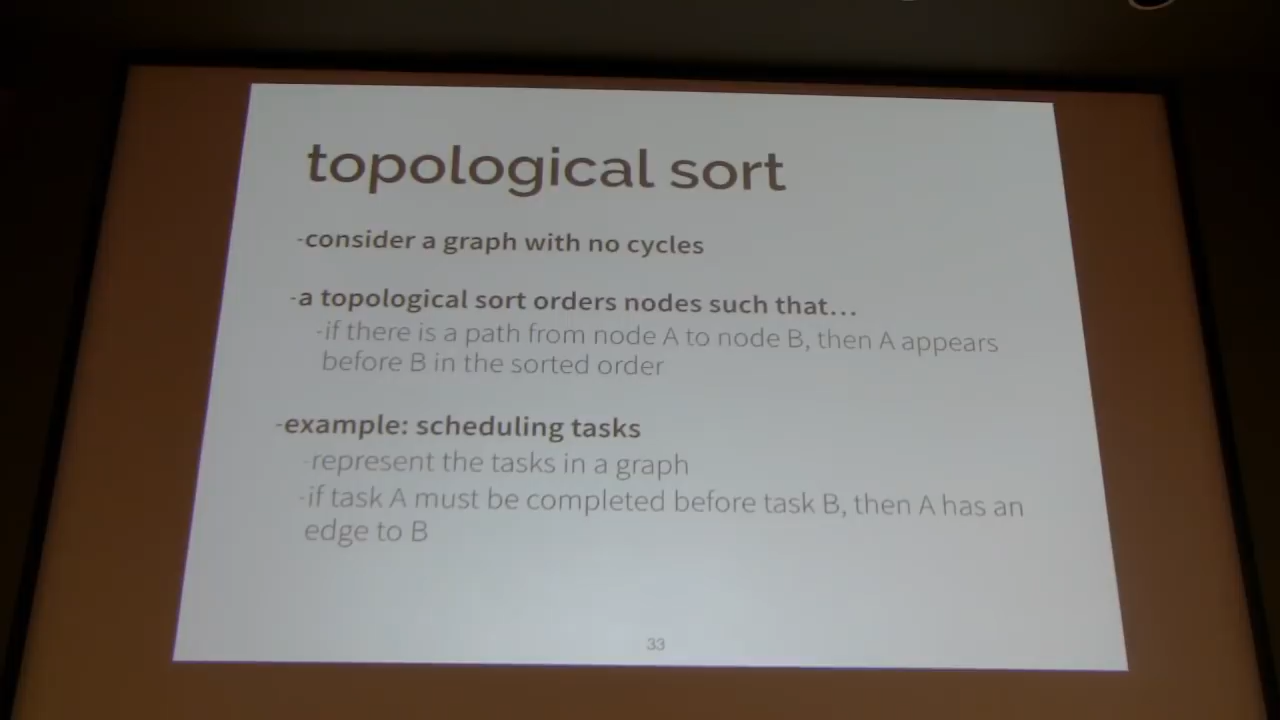 topological sort
-consider a graph with no cycles
-a topological sort orders nodes such that...
-if there is a path from node A to node B, then A appears
before B in the sorted order
-example: scheduling tasks
-represent the tasks in a graph
-if task A must be completed before task B, then A has an
edge to B
33